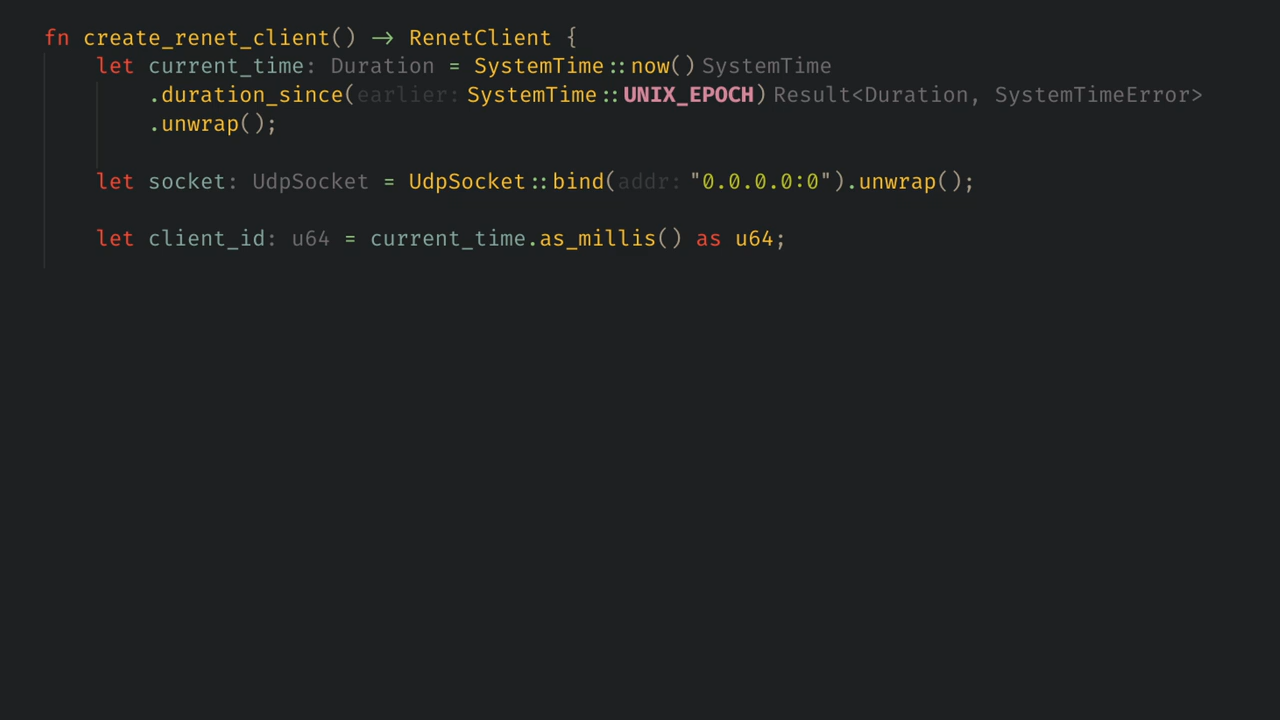 fn create_renet_client() → RenetClient {
let current_time: Duration = SystemTime::now() SystemTime
.duration_since(earlier: SystemTime::UNIX_EPOCH) Result<Duration, SystemTimeError>
.unwrap();
let socket: UdpSocket = UdpSocket::bind(addr: "0.0.0.0:0").unwrap();
let client_id: u64 = current_time.as_millis() as u64;